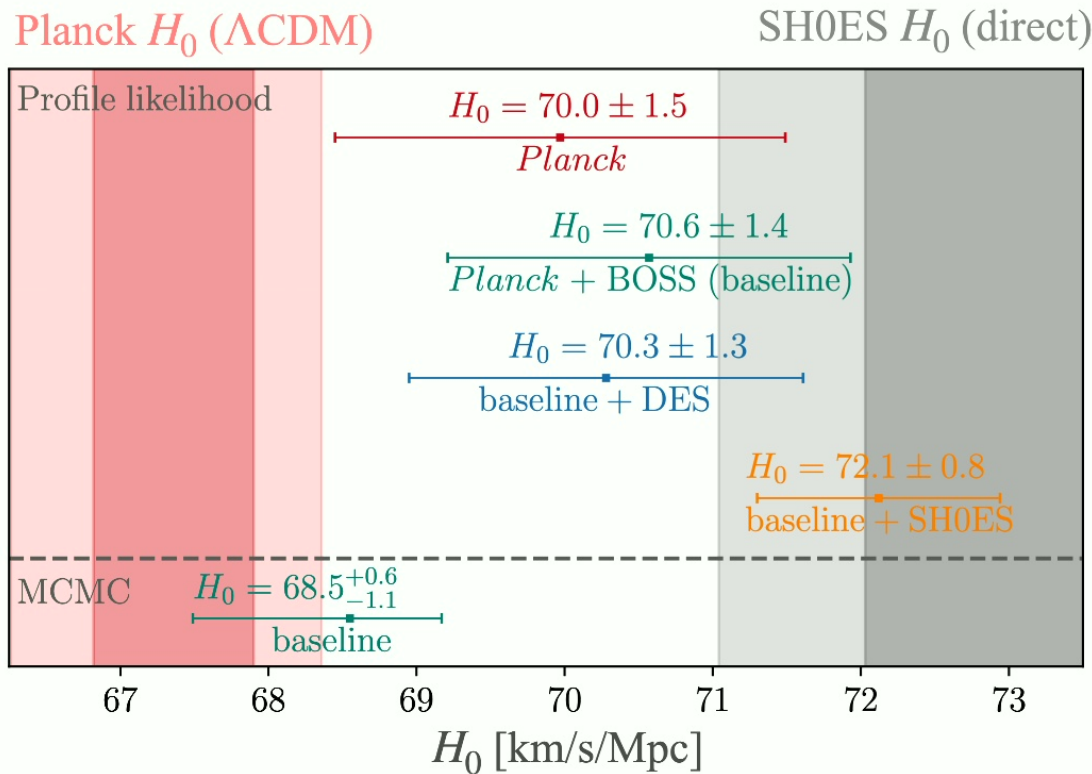 Planck H₀ (ΛCDM)
SH0ES H₀ (direct)
Profile likelihood
H₀ = 70.0 ± 1.5
Planck
H₀ = 70.6 ± 1.4
Planck + BOSS (baseline)
H₀ = 70.3 ± 1.3
baseline + DES
H₀ = 72.1 ± 0.8
baseline + SH0ES
MCMC
H₀ = 68.5⁺⁰·⁶₋₁.₁
baseline
67 68 69 70 71 72 73
H₀ [km/s/Mpc]